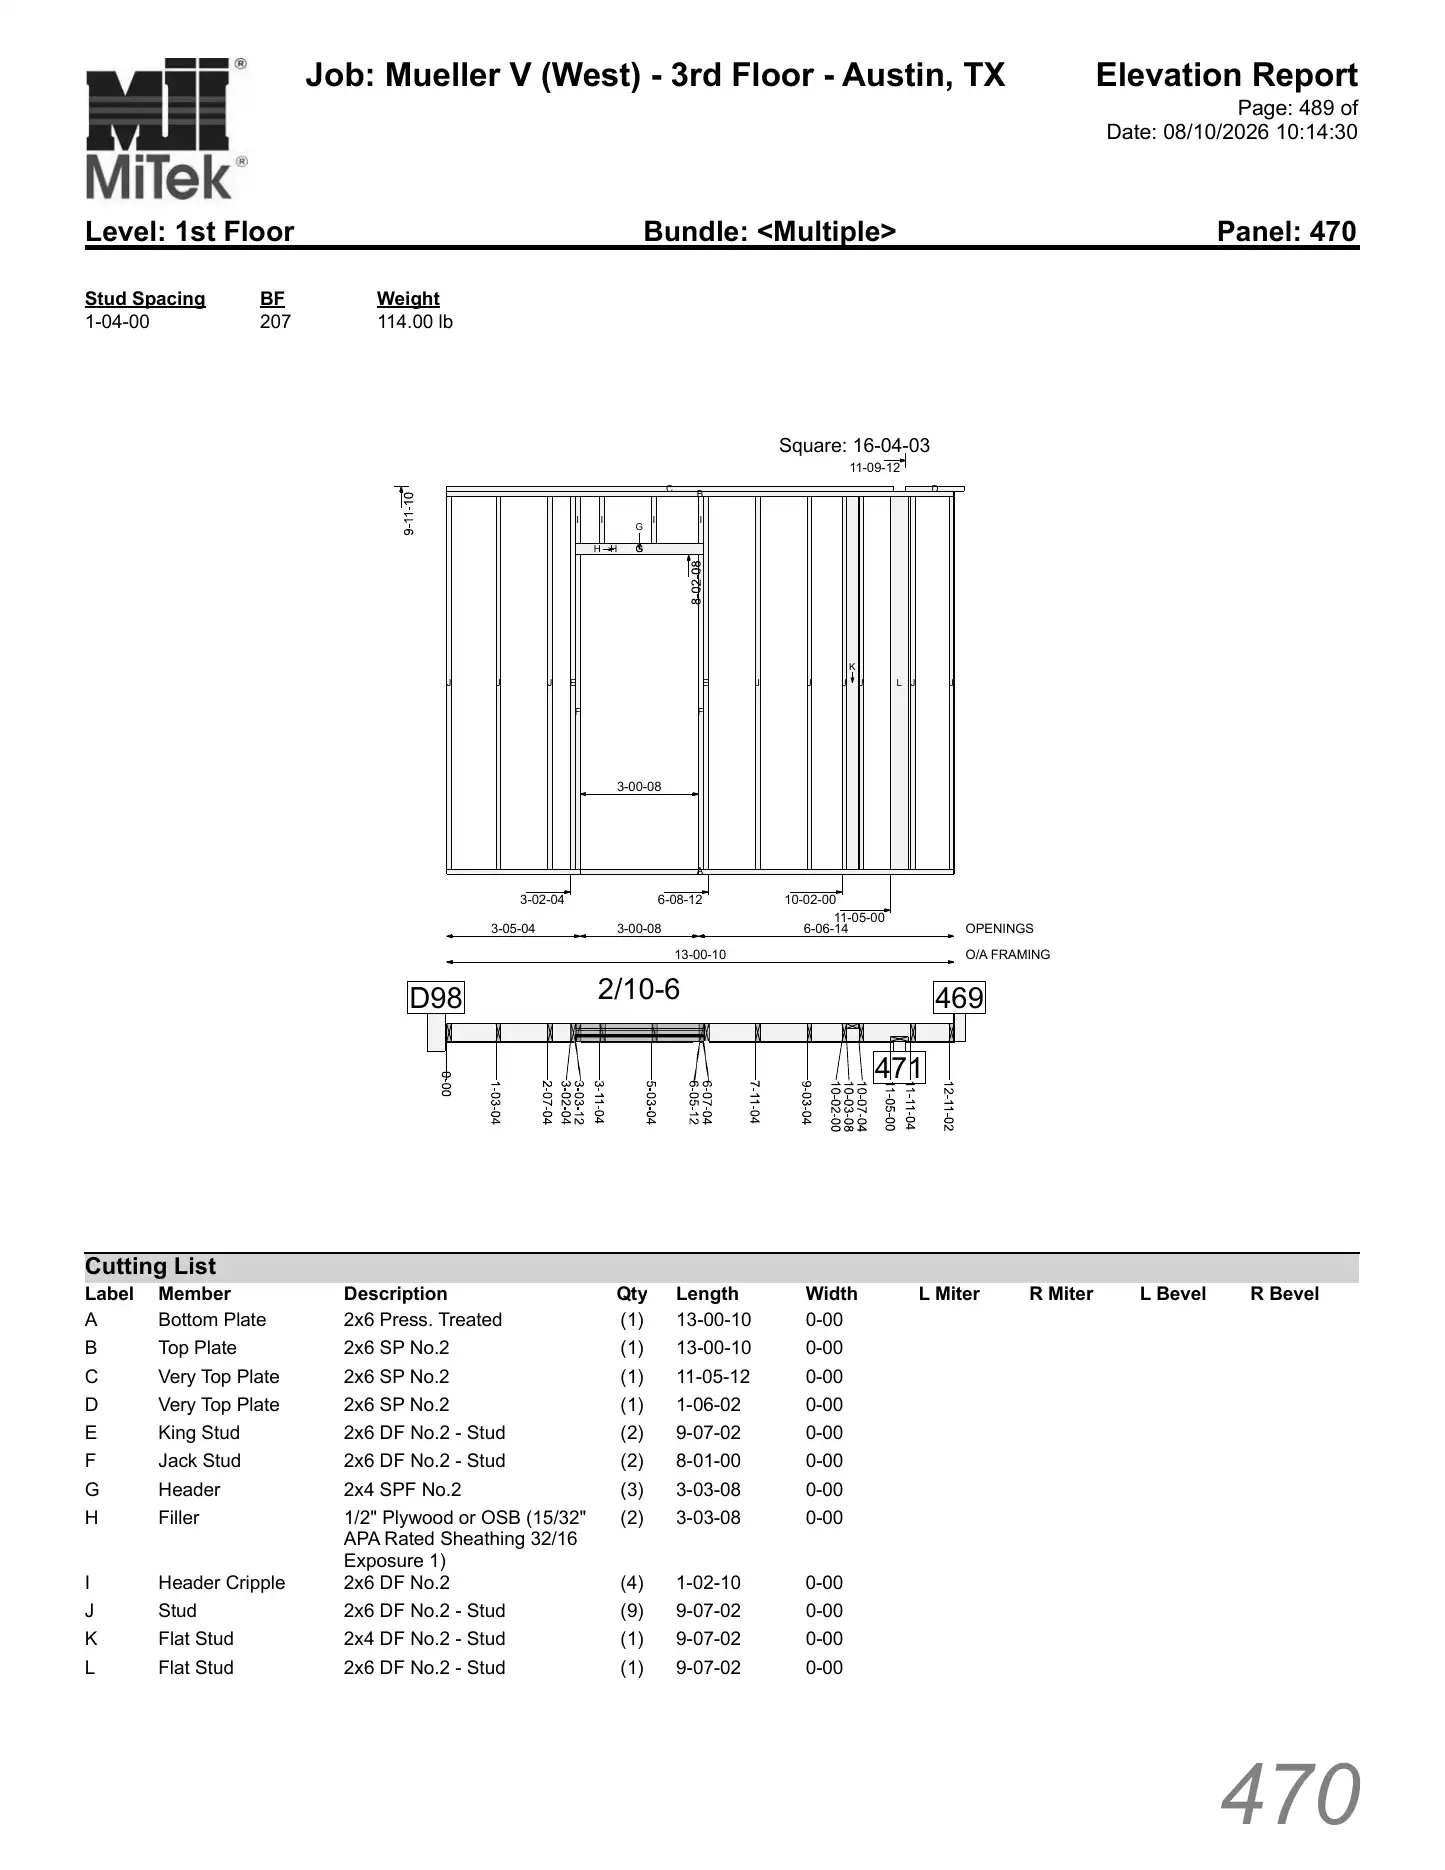 Job: Mueller V (West) - 3rd Floor - Austin, TX
Elevation Report
Page: 489 of
Date: 08/10/2026 10:14:30
MiTek®
Level: 1st Floor Bundle: <Multiple> Panel: 470
Stud Spacing BF Weight
1-04-00 207 114.00 lb
Square: 16-04-03
11-09-12
9-11-10
C
B
D
I I I I
G
H H G
8-02-08
K
J J J E E J J J J L J J
F F
3-00-08
A
3-02-04 6-08-12 10-02-00
11-05-00
3-05-04 3-00-08 6-06-14 OPENINGS
13-00-10 O/A FRAMING
D98 2/10-6 469
471
0-00 1-03-04 2-07-04 3-02-04 3-03-12 3-11-04 5-03-04 6-05-12 6-07-04 7-11-04 9-03-04 10-02-00 10-03-08 10-07-04 11-05-00 11-11-04 12-11-02
Cutting List
Label Member Description Qty Length Width L Miter R Miter L Bevel R Bevel
A Bottom Plate 2x6 Press. Treated (1) 13-00-10 0-00
B Top Plate 2x6 SP No.2 (1) 13-00-10 0-00
C Very Top Plate 2x6 SP No.2 (1) 11-05-12 0-00
D Very Top Plate 2x6 SP No.2 (1) 1-06-02 0-00
E King Stud 2x6 DF No.2 - Stud (2) 9-07-02 0-00
F Jack Stud 2x6 DF No.2 - Stud (2) 8-01-00 0-00
G Header 2x4 SPF No.2 (3) 3-03-08 0-00
H Filler 1/2" Plywood or OSB (15/32" (2) 3-03-08 0-00
APA Rated Sheathing 32/16
Exposure 1)
I Header Cripple 2x6 DF No.2 (4) 1-02-10 0-00
J Stud 2x6 DF No.2 - Stud (9) 9-07-02 0-00
K Flat Stud 2x4 DF No.2 - Stud (1) 9-07-02 0-00
L Flat Stud 2x6 DF No.2 - Stud (1) 9-07-02 0-00
470